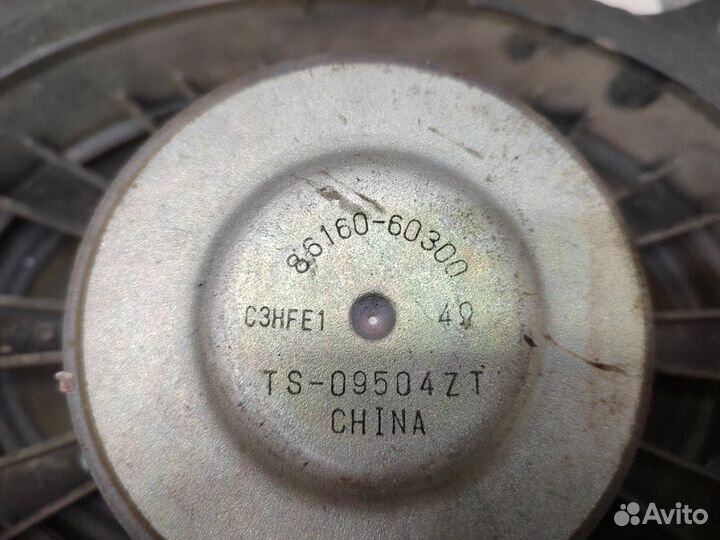 86160-60300
C3HFE1 4Ω
TS-09504ZT
CHINA
Avito